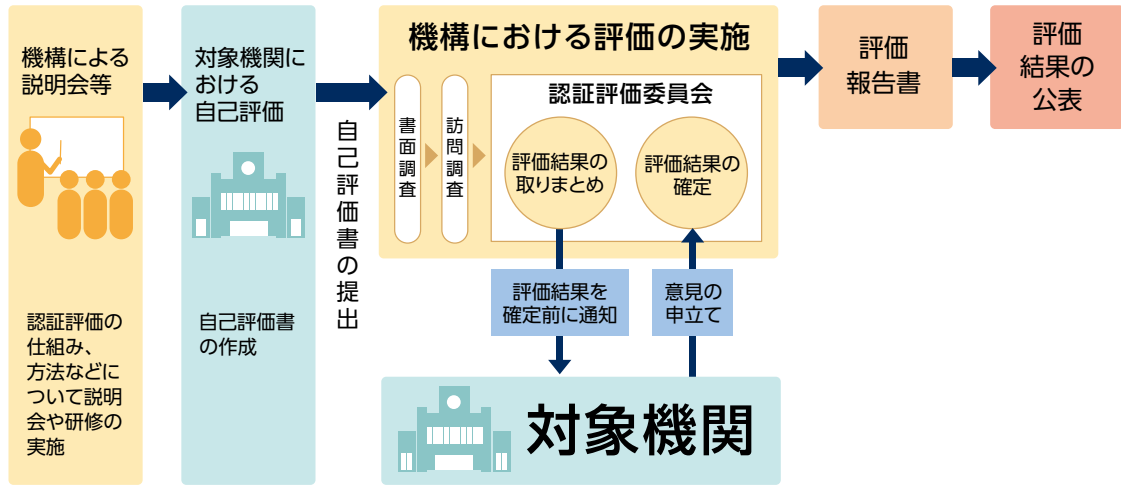 機構による
説明会等
認証評価の
仕組み、
方法などに
ついて説明
会や研修の
実施
対象機関に
おける
自己評価
自己評価書
の作成
自己評価書の提出
機構における評価の実施
書面調査
訪問調査
認証評価委員会
評価結果の
取りまとめ
評価結果の
確定
評価結果を
確定前に通知
意見の
申立て
対象機関
評価
報告書
評価
結果の
公表